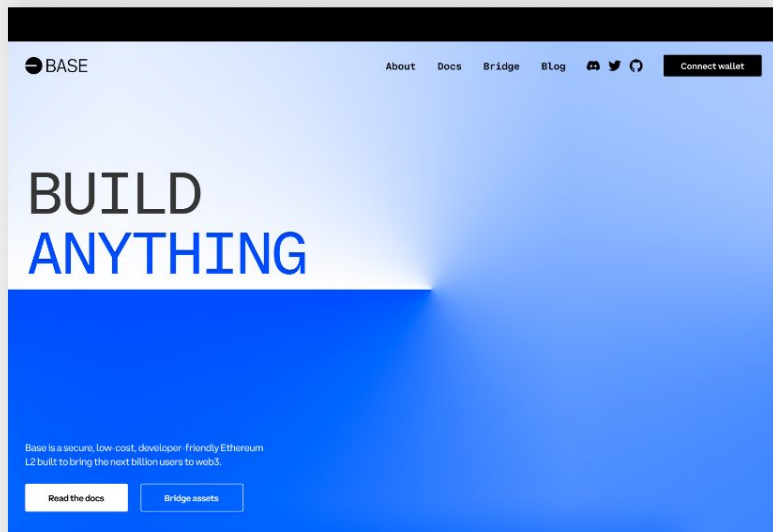 BASE
About Docs Bridge Blog Connect wallet
BUILD
ANYTHING
Base is a secure, low-cost, developer-friendly Ethereum
L2 built to bring the next billion users to web3.
Read the docs Bridge assets